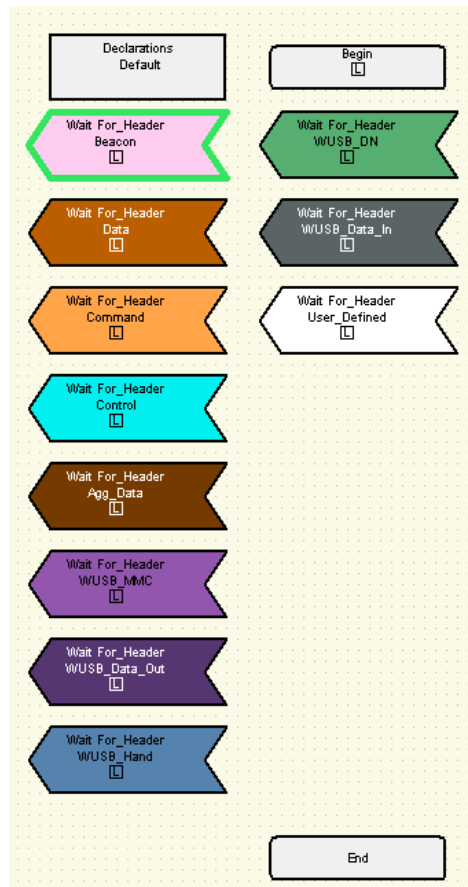 Declarations
Default
Begin
L
Wait For_Header
Beacon
L
Wait For_Header
WUSB_DN
L
Wait For_Header
Data
L
Wait For_Header
WUSB_Data_In
L
Wait For_Header
Command
L
Wait For_Header
User_Defined
L
Wait For_Header
Control
L
Wait For_Header
Agg_Data
L
Wait For_Header
WUSB_MMC
L
Wait For_Header
WUSB_Data_Out
L
Wait For_Header
WUSB_Hand
L
End